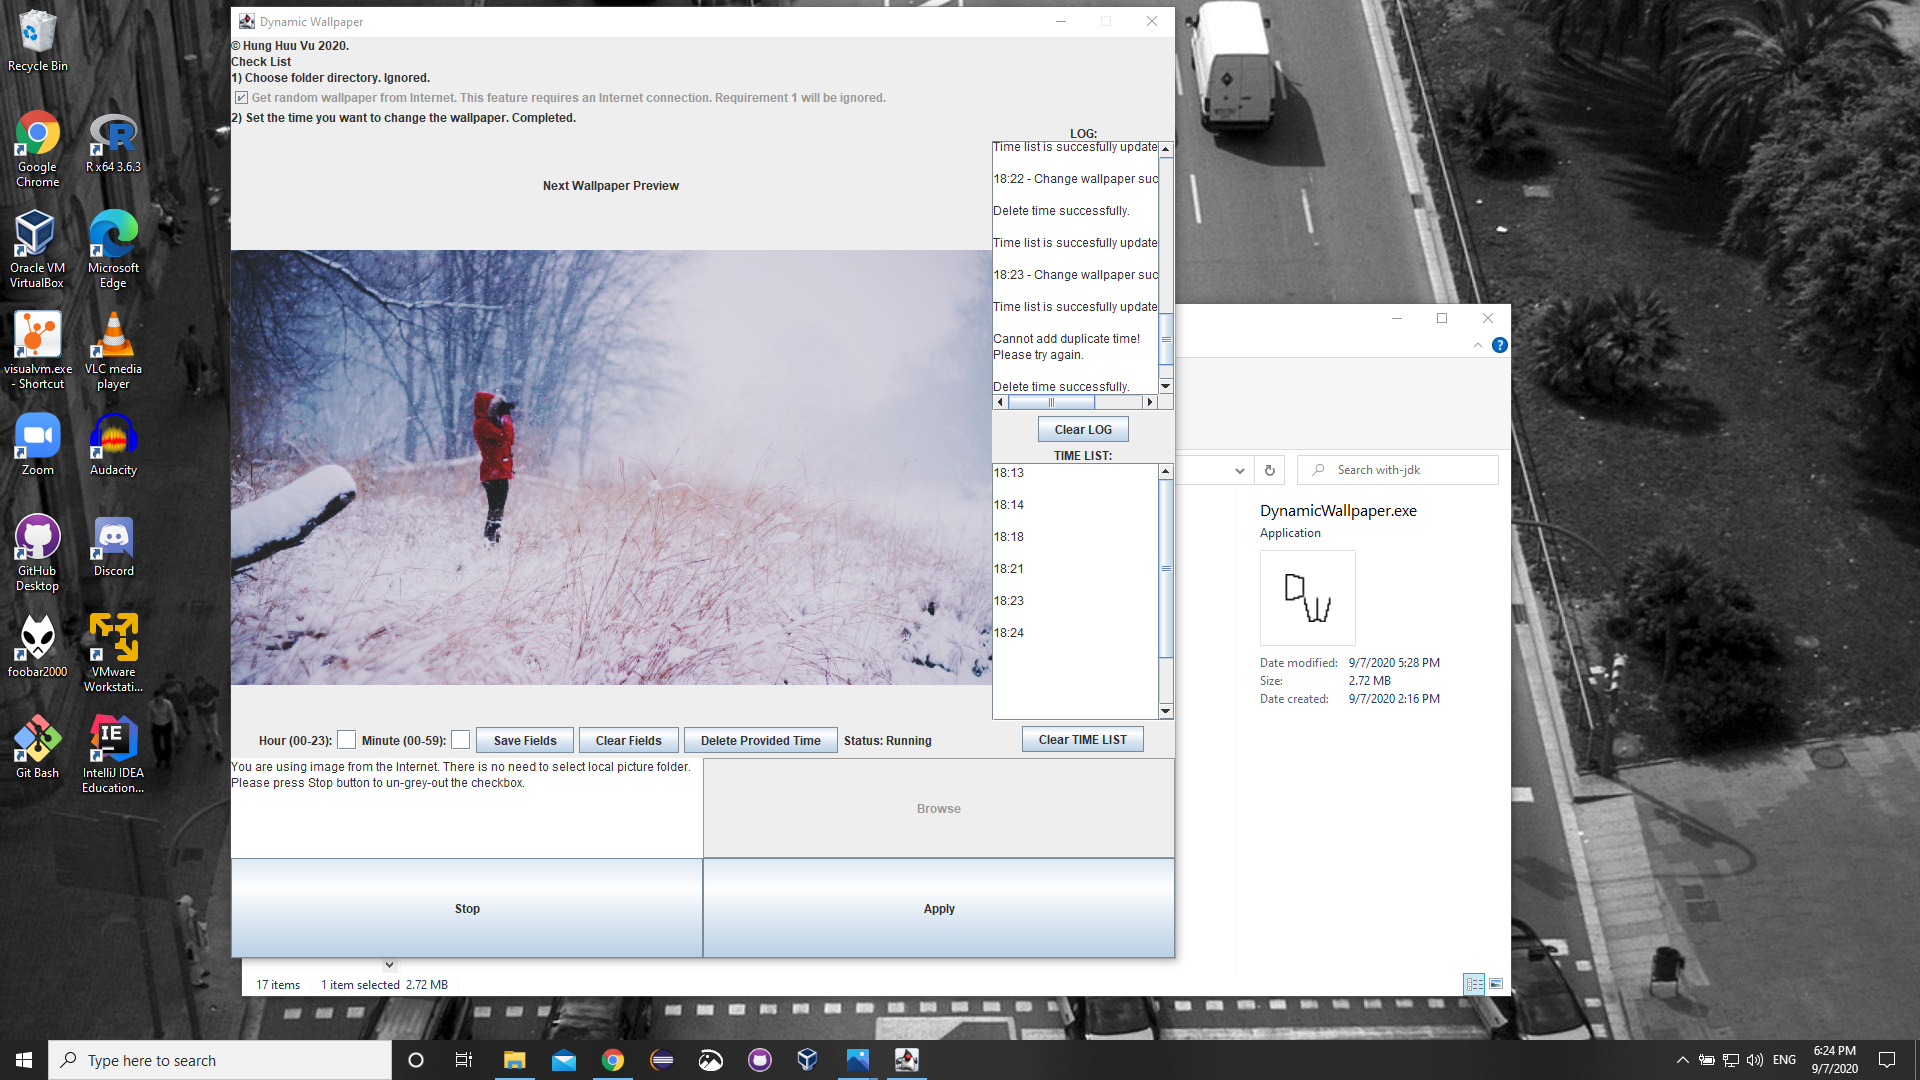 Recycle Bin
Google Chrome
R x64 3.6.3
Oracle VM VirtualBox
Microsoft Edge
visualvm.exe - Shortcut
VLC media player
Zoom
Audacity
GitHub Desktop
Discord
foobar2000
VMware Workstati...
Git Bash
IntelliJ IDEA Education...
Dynamic Wallpaper
© Hung Huu Vu 2020.
Check List
1) Choose folder directory. Ignored.
Get random wallpaper from Internet. This feature requires an Internet connection. Requirement 1 will be ignored.
2) Set the time you want to change the wallpaper. Completed.
Next Wallpaper Preview
LOG:
Time list is succesfully update
18:22 - Change wallpaper suc
Delete time successfully.
Time list is succesfully update
18:23 - Change wallpaper suc
Time list is succesfully update
Cannot add duplicate time!
Please try again.
Delete time successfully.
Clear LOG
TIME LIST:
18:13
18:14
18:18
18:21
18:23
18:24
Clear TIME LIST
Hour (00-23): Minute (00-59): Save Fields Clear Fields Delete Provided Time Status: Running
You are using image from the Internet. There is no need to select local picture folder.
Please press Stop button to un-grey-out the checkbox.
Browse
Stop
Apply
Search with-jdk
DynamicWallpaper.exe
Application
DW
Date modified: 9/7/2020 5:28 PM
Size: 2.72 MB
Date created: 9/7/2020 2:16 PM
17 items 1 item selected 2.72 MB
Type here to search
ENG
6:24 PM
9/7/2020